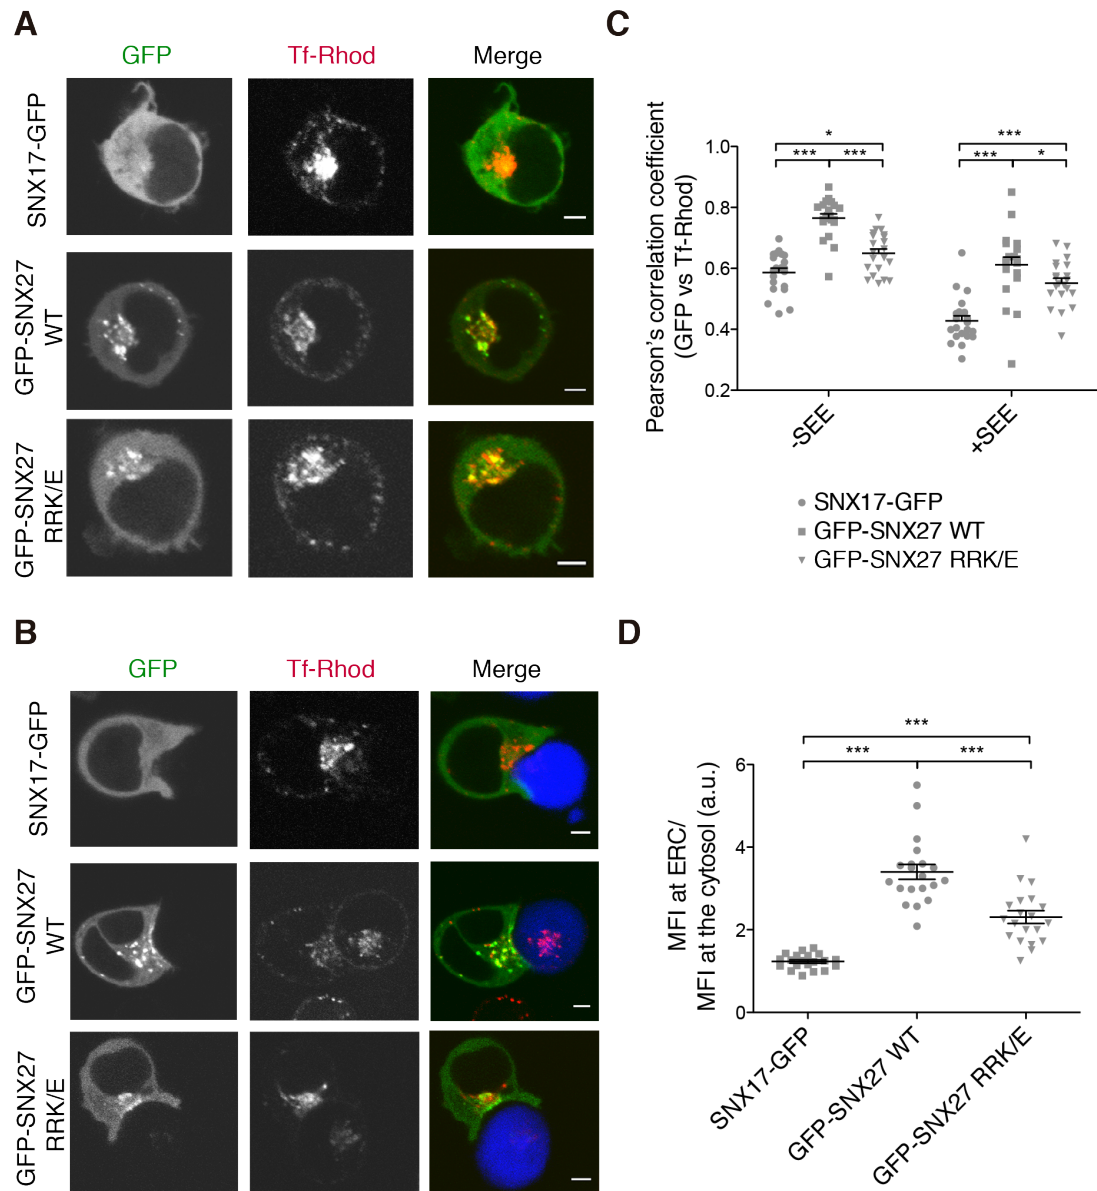 A
GFP
Tf-Rhod
Merge
SNX17-GFP
GFP-SNX27
WT
GFP-SNX27
RRK/E
B
GFP
Tf-Rhod
Merge
SNX17-GFP
GFP-SNX27
WT
GFP-SNX27
RRK/E
C
Pearson's correlation coefficient
(GFP vs Tf-Rhod)
1.0
0.8
0.6
0.4
0.2
*
*** ***
***
*** *
-SEE
+SEE
SNX17-GFP
GFP-SNX27 WT
GFP-SNX27 RRK/E
D
MFI at ERC/
MFI at the cytosol (a.u.)
6
4
2
0
***
*** ***
SNX17-GFP
GFP-SNX27 WT
GFP-SNX27 RRK/E